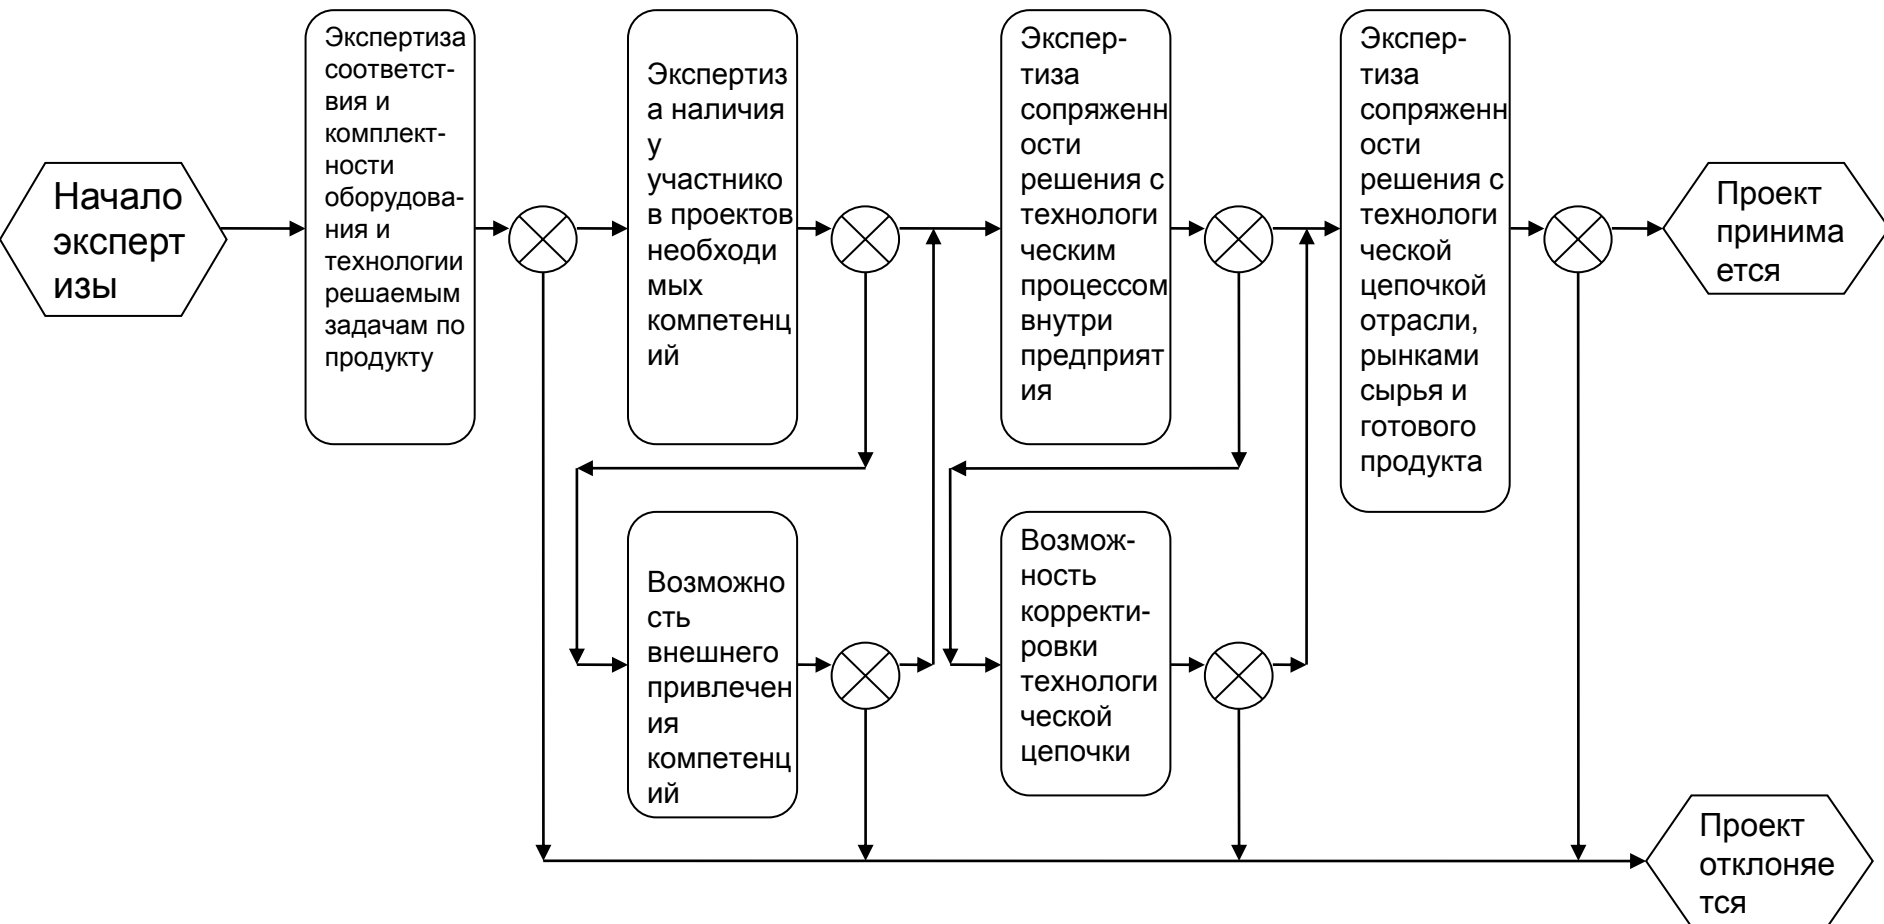 Начало
эксперт
изы
Экспертиза
соответст-
вия и
комплект-
ности
оборудова-
ния и
технологии
решаемым
задачам по
продукту
Экспертиз
а наличия
у
участнико
в проектов
необходи
мых
компетенц
ий
Экспер-
тиза
сопряженн
ости
решения с
технологи
ческим
процессом
внутри
предприят
ия
Экспер-
тиза
сопряженн
ости
решения с
технологи
ческой
цепочкой
отрасли,
рынками
сырья и
готового
продукта
Проект
принима
ется
Возможно
сть
внешнего
привлечен
ия
компетенц
ий
Возмож-
ность
корректи-
ровки
технологи
ческой
цепочки
Проект
отклоняе
тся